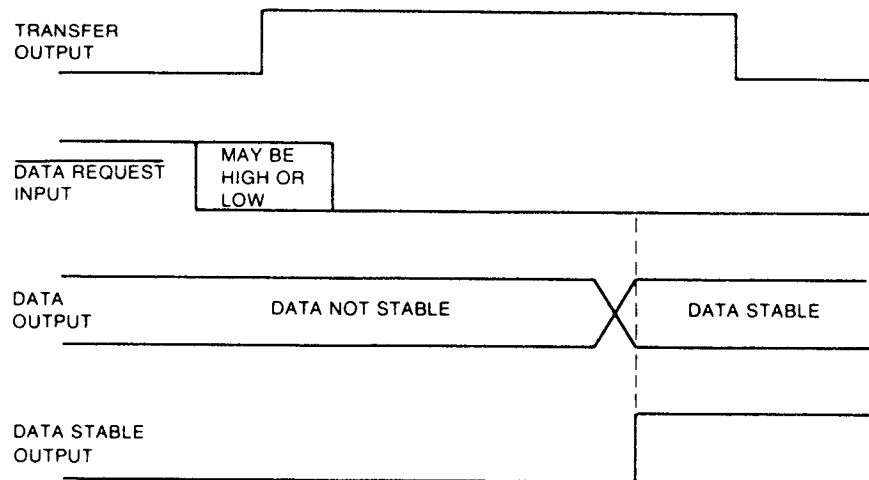 TRANSFER
OUTPUT
DATA REQUEST
INPUT
MAY BE
HIGH OR
LOW
DATA
OUTPUT
DATA NOT STABLE
DATA STABLE
DATA STABLE
OUTPUT